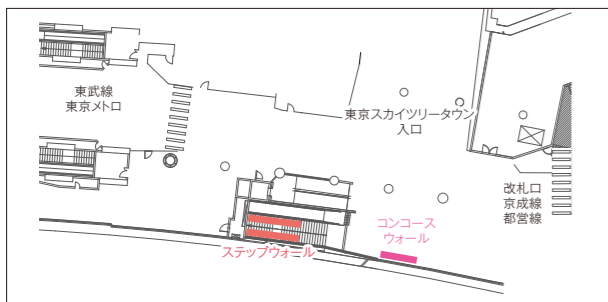 東武線
東京メトロ
東京スカイツリータウン
入口
改札口
京成線
都営線
コンコース
ウォール
ステップウォール